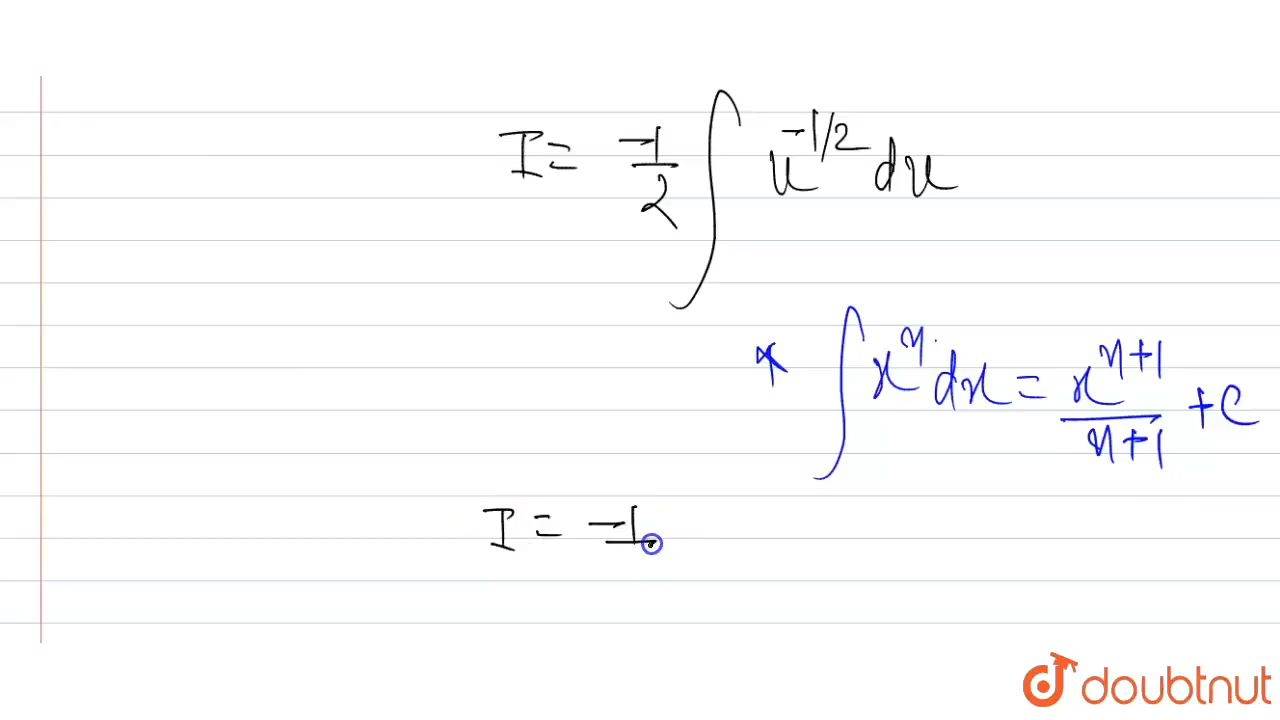 I = -1/2 ∫ u^{-1/2} du
* ∫ x^n dx = x^{n+1}/n+1 + c
I = -1
doubtnut